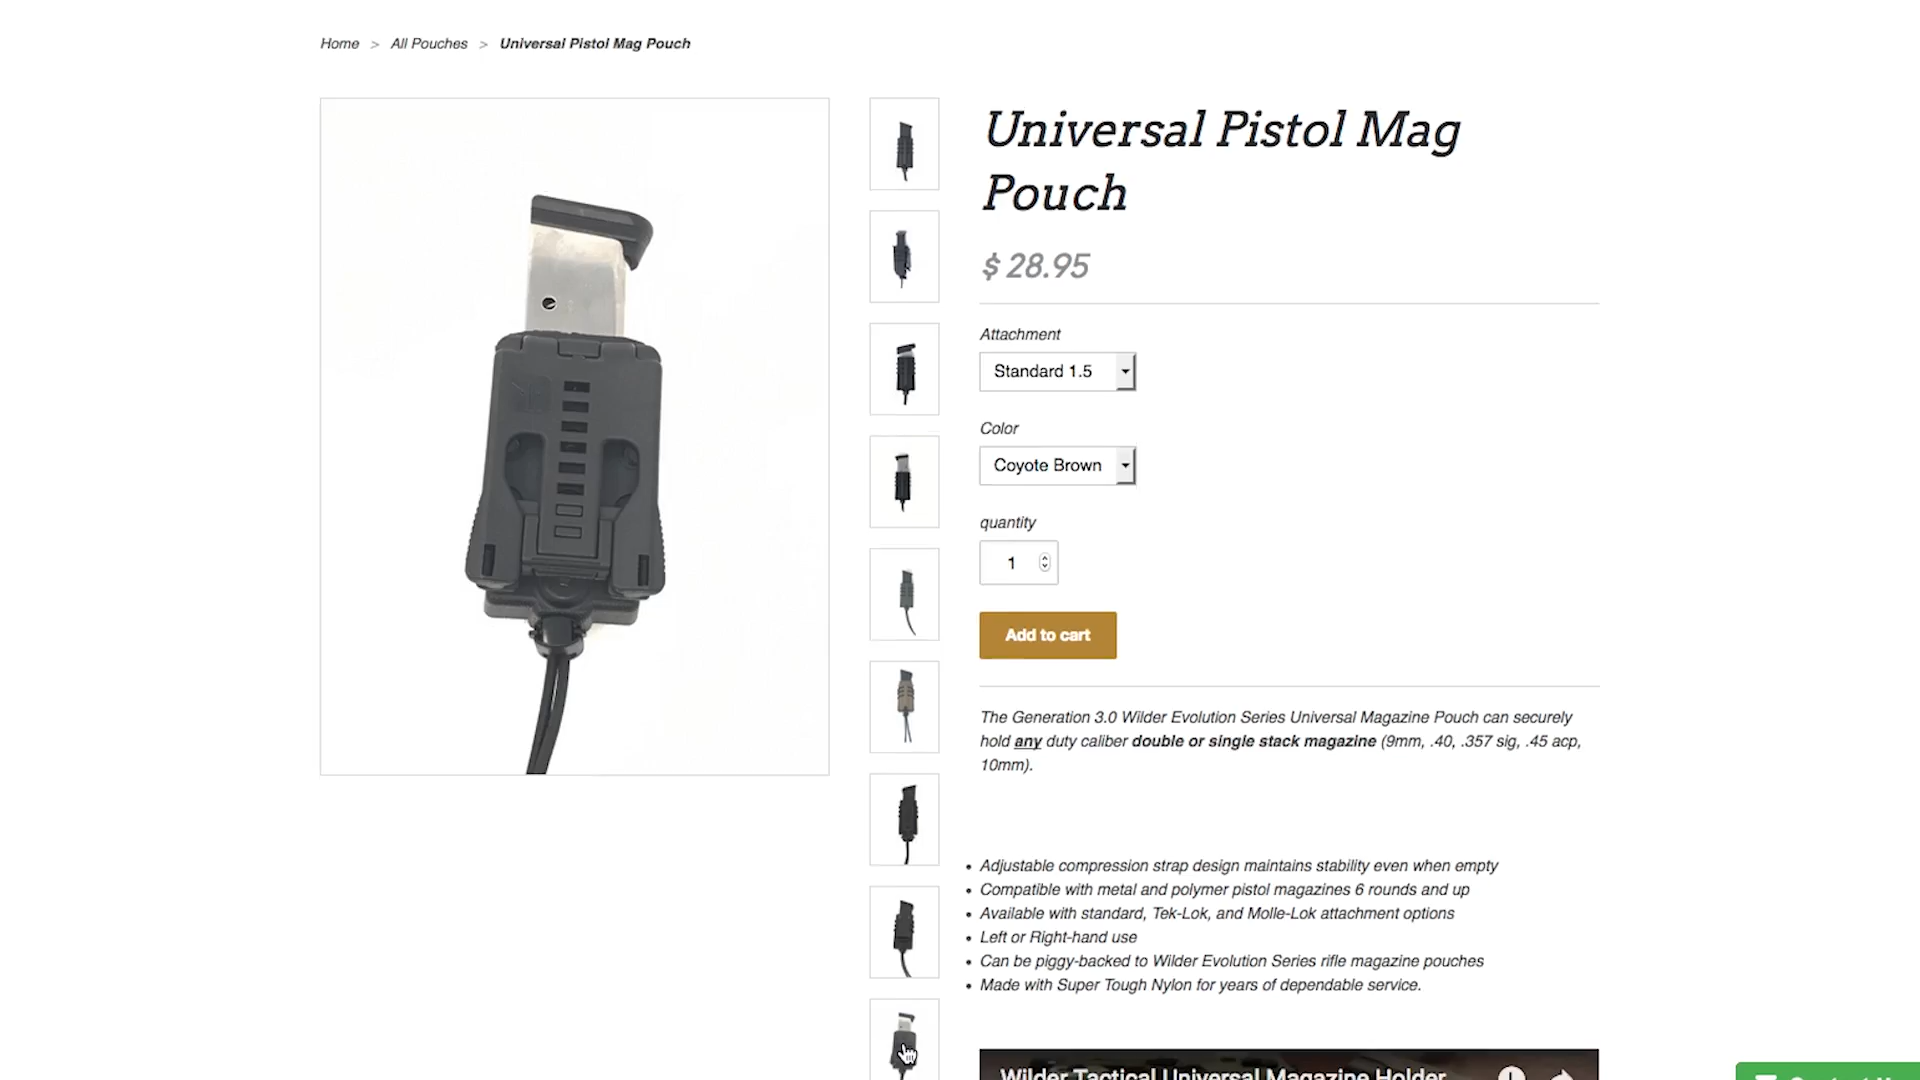 Home > All Pouches > Universal Pistol Mag Pouch
Universal Pistol Mag
Pouch
$ 28.95
Attachment
Standard 1.5
Color
Coyote Brown
quantity
1
Add to cart
The Generation 3.0 Wilder Evolution Series Universal Magazine Pouch can securely
hold any duty caliber double or single stack magazine (9mm, .40, .357 sig, .45 acp,
10mm).
• Adjustable compression strap design maintains stability even when empty
• Compatible with metal and polymer pistol magazines 6 rounds and up
• Available with standard, Tek-Lok, and Molle-Lok attachment options
• Left or Right-hand use
• Can be piggy-backed to Wilder Evolution Series rifle magazine pouches
• Made with Super Tough Nylon for years of dependable service.
Wilder Tactical Universal Magazine Holder